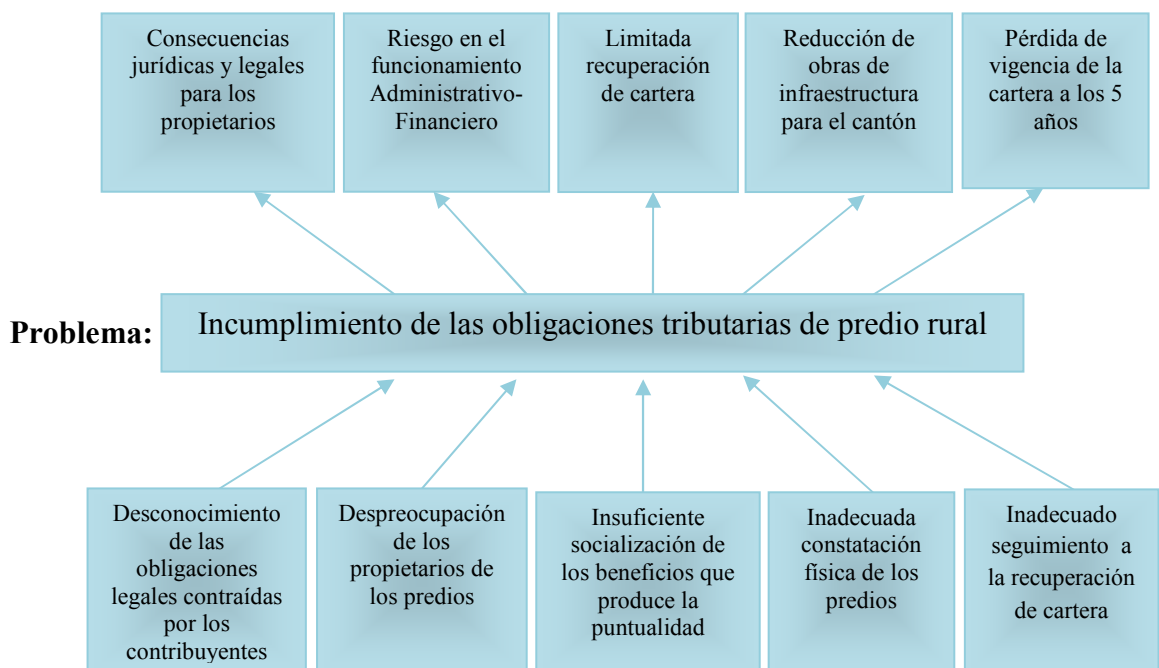 Consecuencias
jurídicas y legales
para los
propietarios
Riesgo en el
funcionamiento
Administrativo-
Financiero
Limitada
recuperación
de cartera
Reducción de
obras de
infraestructura
para el cantón
Pérdida de
vigencia de la
cartera a los 5
años
Problema:
Incumplimiento de las obligaciones tributarias de predio rural
Desconocimiento
de las
obligaciones
legales contraídas
por los
contribuyentes
Despreocupación
de los
propietarios de
los predios
Insuficiente
socialización de
los beneficios que
produce la
puntualidad
Inadecuada
constatación
física de los
predios
Inadecuado
seguimiento a
la recuperación
de cartera